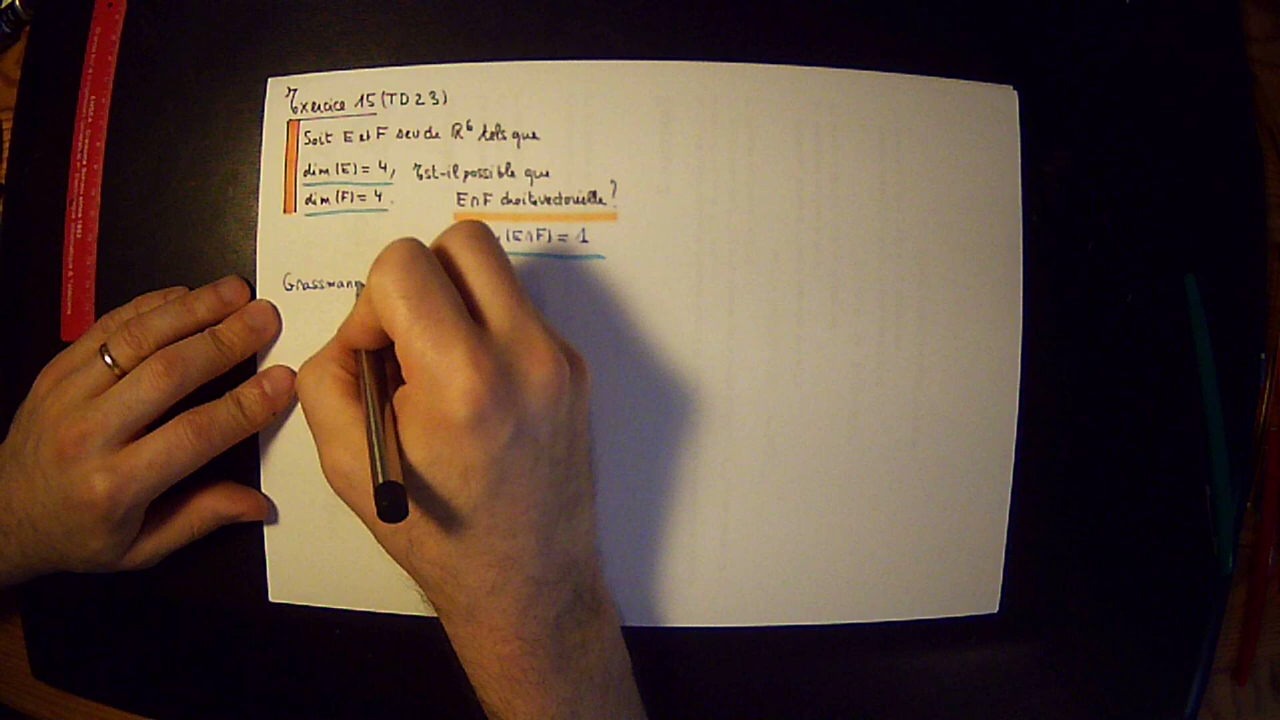 Exercice 15 (TD 23)
Soit E et F sev de R⁶ tels que
dim (E) = 4, Est-il possible que
dim (F) = 4. E∩F droite vectorielle?
(E∩F) = 1
Grassmann